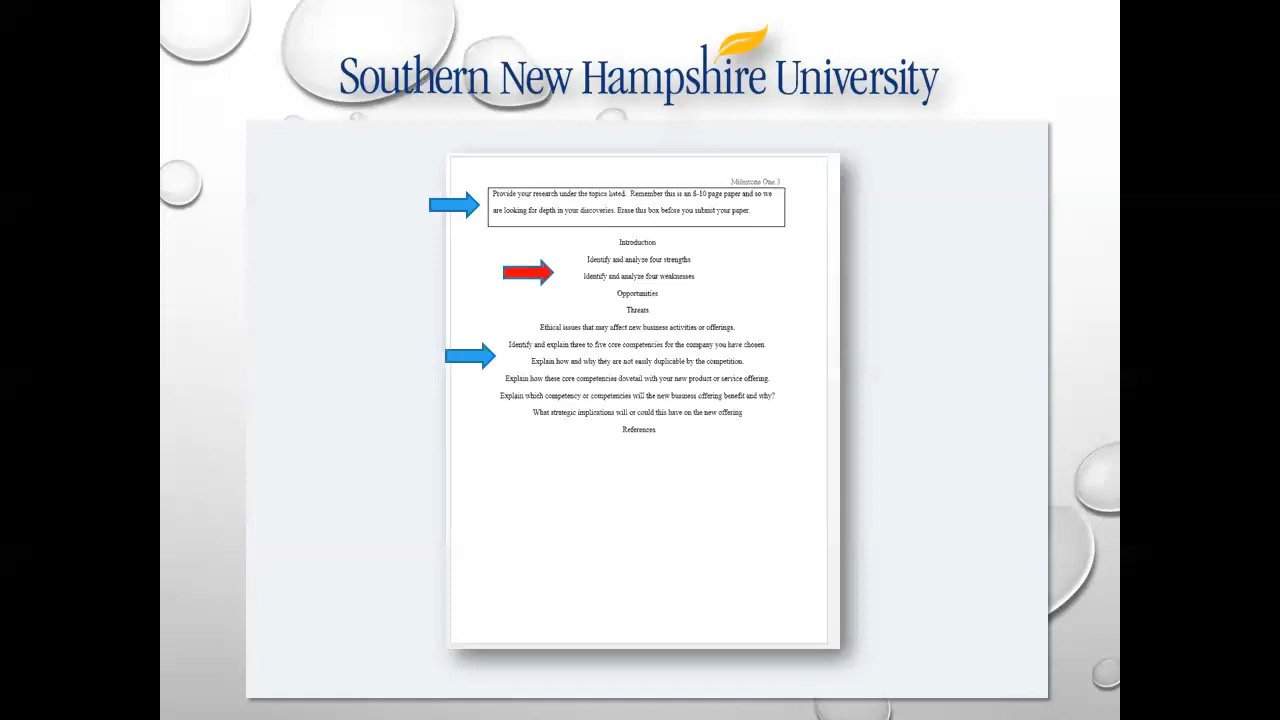 Southern New Hampshire University
Milestone One 3
Provide your research under the topics listed. Remember this is an 8-10 page paper and so we
are looking for depth in your discoveries. Erase this box before you submit your paper.
Introduction
Identify and analyze four strengths
Identify and analyze four weaknesses
Opportunities
Threats
Ethical issues that may affect new business activities or offerings.
Identify and explain three to five core competencies for the company you have chosen.
Explain how and why they are not easily duplicable by the competition.
Explain how these core competencies dovetail with your new product or service offering.
Explain which competency or competencies will the new business offering benefit and why?
What strategic implications will or could this have on the new offering
References